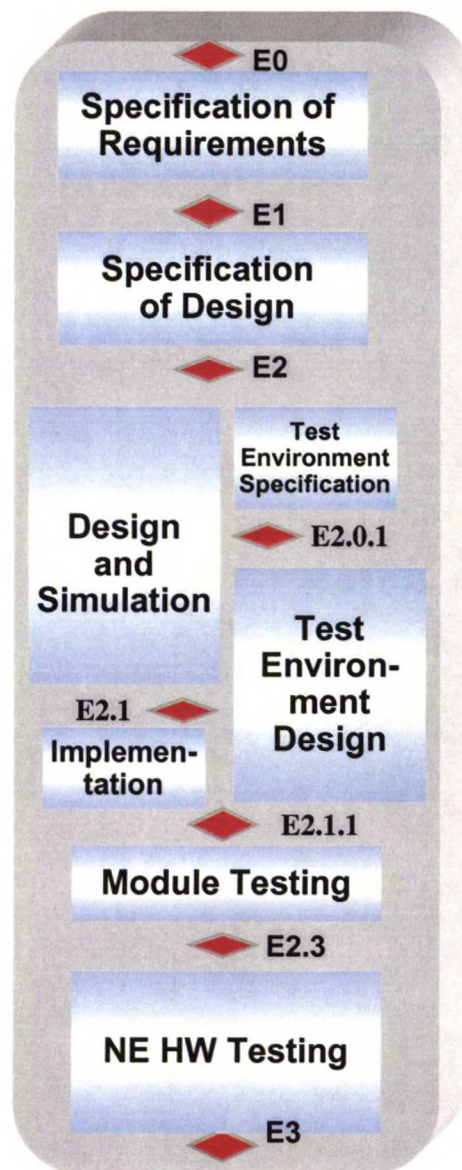 E0
Specification of
Requirements
E1
Specification
of Design
E2
Test
Environment
Specification
Design
and
Simulation
E2.0.1
Test
Environ-
ment
Design
E2.1
Implemen-
tation
E2.1.1
Module Testing
E2.3
NE HW Testing
E3